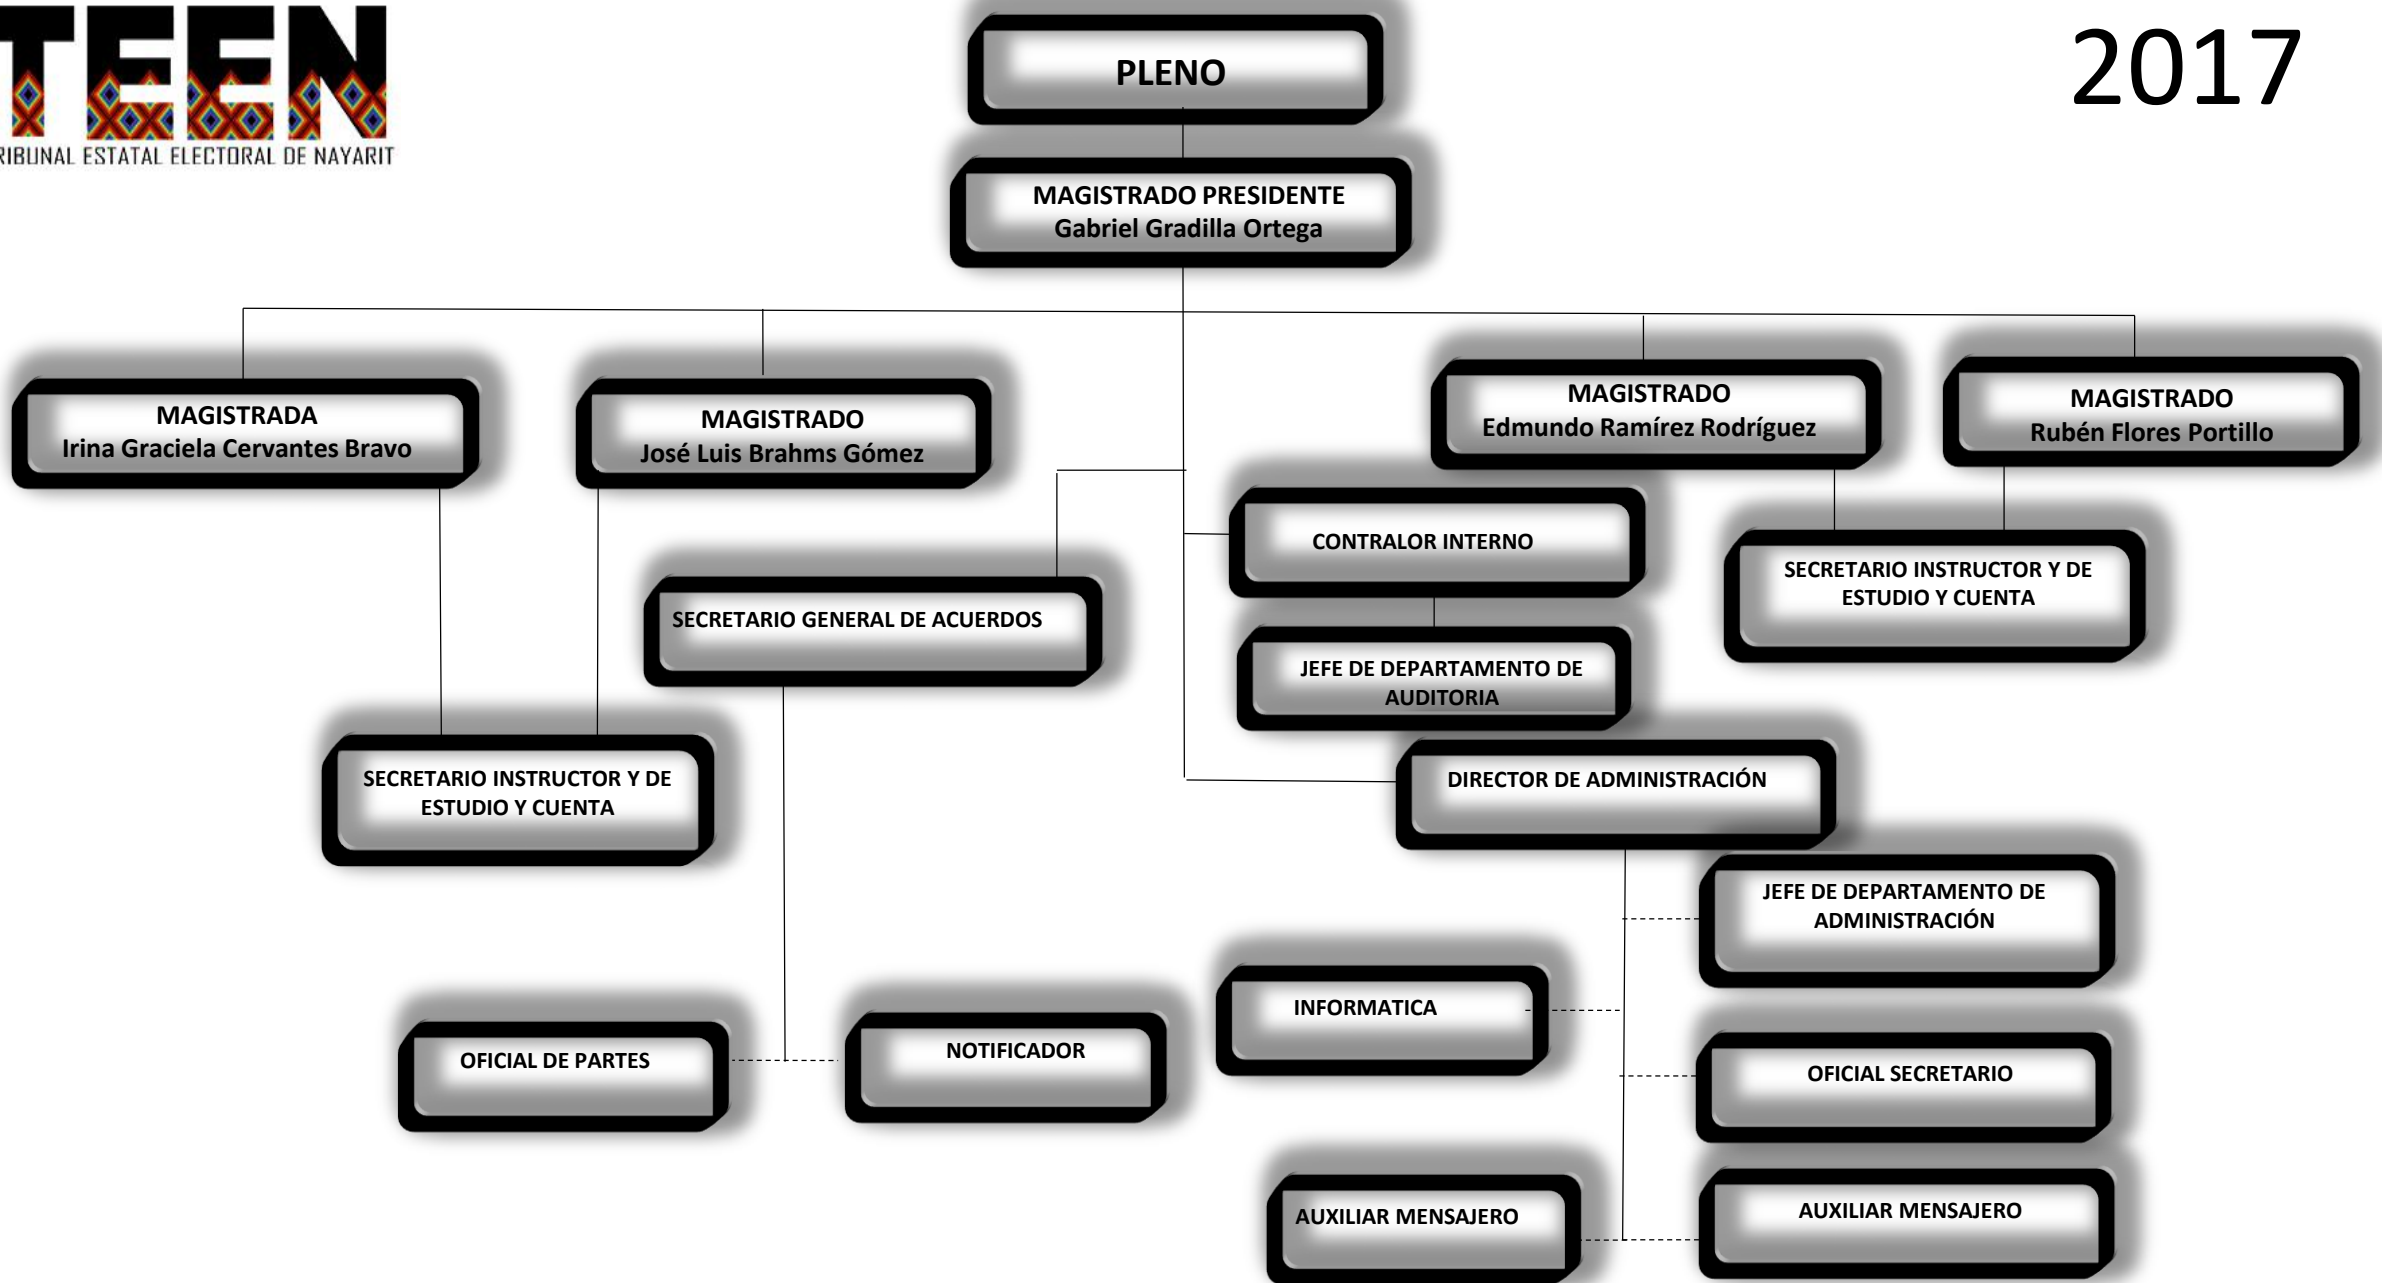 TEEN
RIBUNAL ESTATAL ELECTORAL DE NAYARIT
2017
PLENO
MAGISTRADO PRESIDENTE
Gabriel Gradilla Ortega
MAGISTRADA
Irina Graciela Cervantes Bravo
MAGISTRADO
José Luis Brahms Gómez
MAGISTRADO
Edmundo Ramírez Rodríguez
MAGISTRADO
Rubén Flores Portillo
CONTRALOR INTERNO
SECRETARIO INSTRUCTOR Y DE
ESTUDIO Y CUENTA
SECRETARIO GENERAL DE ACUERDOS
JEFE DE DEPARTAMENTO DE
AUDITORIA
SECRETARIO INSTRUCTOR Y DE
ESTUDIO Y CUENTA
DIRECTOR DE ADMINISTRACIÓN
JEFE DE DEPARTAMENTO DE
ADMINISTRACIÓN
INFORMATICA
OFICIAL DE PARTES
NOTIFICADOR
OFICIAL SECRETARIO
AUXILIAR MENSAJERO
AUXILIAR MENSAJERO